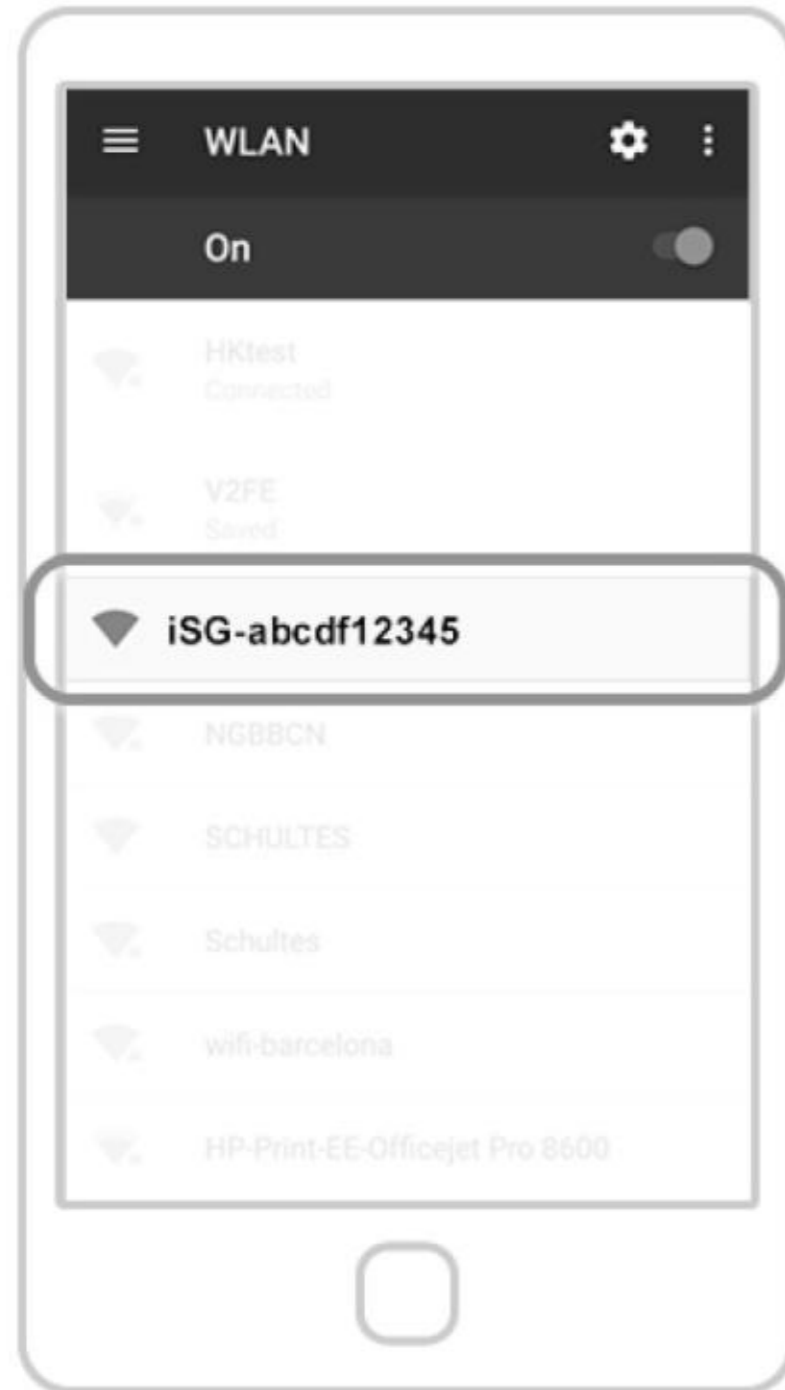 WLAN
On
HKtest
Connected
V2FE
Saved
iSG-abcdf12345
NGBBCN
SCHULTES
Schultes
wifi-barcelona
HP-Print-EE-Officejet Pro 8600